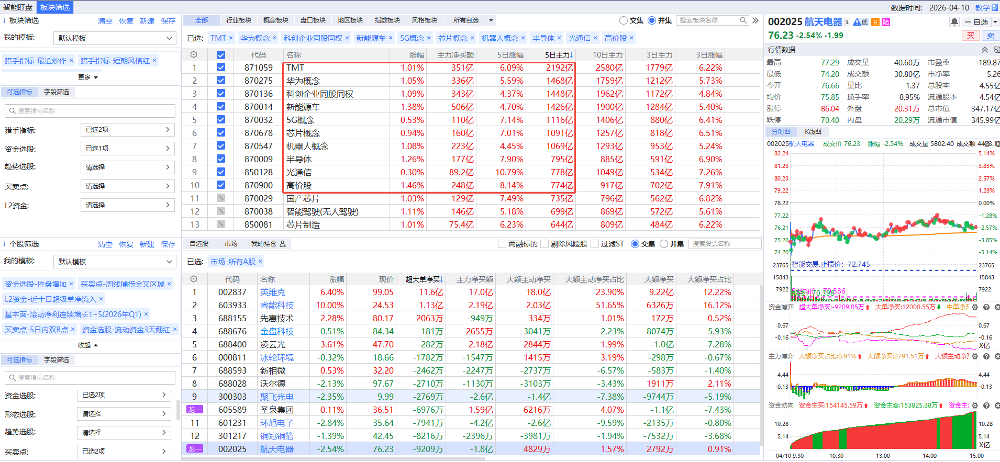 智能盯盘 板块筛选 数据时间: 2026-04-10 教学
板块筛选 清空 恢复 新建 保存
我的模板: 默认模板
猎手指标-最近炒作 × 猎手指标-短期风格红 ×
更多
可选指标 字段筛选
搜索指标名称
猎手指标: 已选2项
资金选股: 已选1项
趋势选股: 请选择
买卖点: 请选择
L2资金: 请选择
全部 行业板块 概念板块 盘口板块 地区板块 指数板块 风格板块 所有自选 交集 并集 搜索板块名称
已选: TMT × 华为概念 × 科创企业同股同权 × 新能源车 × 5G概念 × 芯片概念 × 机器人概念 × 半导体 × 光通信 × 高价股 ×
代码 名称 涨幅 主力净买额 5日涨幅 5日主力↓ 10日主力 3日主力 3日涨幅
1 871059 TMT 1.01% 351亿 6.09% 2192亿 2580亿 1779亿 6.22%
2 870275 华为概念 1.05% 336亿 5.59% 1468亿 1759亿 1212亿 5.73%
3 870136 科创企业同股同权 1.09% 343亿 4.37% 1448亿 1962亿 1172亿 4.84%
4 870014 新能源车 1.38% 506亿 4.70% 1426亿 1900亿 1284亿 5.40%
5 870032 5G概念 0.53% 110亿 7.14% 1116亿 1406亿 880亿 6.41%
6 870678 芯片概念 0.94% 160亿 7.01% 1091亿 1257亿 818亿 6.51%
7 870547 机器人概念 1.08% 223亿 4.45% 1069亿 1293亿 953亿 5.24%
8 870009 半导体 1.26% 177亿 7.90% 795亿 885亿 591亿 6.90%
9 850128 光通信 0.30% 89.2亿 10.79% 778亿 1049亿 534亿 7.26%
10 870900 高价股 1.46% 248亿 8.14% 774亿 917亿 702亿 7.91%
11 870029 国产芯片 1.03% 129亿 7.49% 735亿 796亿 562亿 6.82%
12 870038 智能驾驶(无人驾驶) 1.11% 146亿 5.18% 699亿 869亿 572亿 5.61%
13 850081 芯片制造 1.01% 75.4亿 6.23% 644亿 809亿 484亿 6.22%
个股筛选 清空 恢复 新建 保存
我的模板: 默认模板
资金选股-控盘增加 × 买卖点-周线捕捞金叉区域 ×
L2资金-近十日超级单净流入 ×
基本面-滚动净利连续增长1~5(2026年Q1) ×
买卖点-5日内双B点 × 资金选股-流动资金3天翻红 ×
收起
可选指标 字段筛选
搜索指标名称
资金选股: 已选2项
形态选股: 请选择
趋势选股: 请选择
买卖点: 已选2项
自选股 市场 我的持仓 两融标的 剔除风险股 过滤ST 交集 并集 搜索股票名称
已选: 市场-所有A股 ×
代码 名称 涨幅 现价 超大单净买↓ 主力净买额 大额主动净买 大额主动净买占比 大额净买 大额净买占比
1 002837 英维克 6.40% 99.05 11.6亿 17.0亿 18.0亿 23.90% 9.22亿 12.22%
2 603933 睿能科技 10.00% 24.53 1.13亿 2.19亿 2.03亿 51.65% 6326万 16.12%
3 688155 先惠技术 2.28% 80.17 2063万 -949万 334万 1.01% 172万 0.52%
4 688676 金盘科技 -0.51% 84.34 -181万 2655万 -3041万 -2.23% -8074万 -5.93%
5 688400 凌云光 3.61% 47.70 -282万 2.18亿 2844万 1.99% -1.0亿 -7.28%
6 000811 冰轮环境 -0.32% 18.66 -1782万 -1547万 1415万 3.19% -298万 -0.67%
7 688593 新相微 0.53% 32.20 -2462万 -2247万 -2737万 -6.57% -583万 -1.40%
8 688028 沃尔德 -2.13% 97.67 -2710万 -1130万 -3103万 -3.43% 1911万 2.11%
9 300303 聚飞光电 -2.35% 9.99 -2769万 -2.6亿 -1.4亿 -7.38% -9744万 -5.19%
龙一 605589 圣泉集团 0.11% 36.51 -6976万 1.59亿 6216万 4.07% -1.1亿 -7.43%
11 601231 环旭电子 -2.84% 35.64 -7941万 -4.2亿 -2.6亿 -9.59% -2135万 -0.80%
12 301217 铜冠铜箔 -1.39% 42.45 -8216万 -2396万 -3981万 -1.94% -7532万 -3.68%
龙一 002025 航天电器 -2.54% 76.23 -9209万 -1.8亿 4829万 1.57% 2792万 0.91%
002025 航天电器 低 R 陆 自选
76.23 -2.54% -1.99 买 卖
行情数据
最高 77.29 成交量 40.60万 市盈率 189.87
最低 74.20 成交额 30.80亿 市净率 5.26
今开 76.66 量比 1.37 总股本 4.55亿
均价 75.85 换手率 8.95% 流通股本 4.54亿
涨停 86.04 外盘 20.31万 总市值 347.17亿
跌停 70.40 内盘 20.29万 流通市值 345.99亿
分时图 K线图
002025航天电器 成交价 76.23 涨幅 -2.54% 成交量 5802.40 成交额
82.24 5.14%
81.23 3.85%
80.23 2.57%
79.22 1.28%
78.22 0.00%
77.22 -1.28%
76.21 -2.57%
75.20 -3.85%
74.20 -5.14%
智能交易.止损价: 72.745
23765 23765
15843 15843
7922 7922
5日均价: 70.586
70.398
资金博弈 超大单净买:-9209.05万 大单净买:12000.55万 中单净买
0.67 0.67
-0.16 -0.16
X亿
主力博弈 大额净买占比:0.91% 大额净买:2791.51万 大额主动净买
4.44 4.44
-0.13 -0.13
资金动向 资金主买:154145.59万 资金主卖:153825.38万 资金主
10.28 10.28
5.14 5.14
X亿
04/10 9:30 10:30 13:00 14:00 15:00